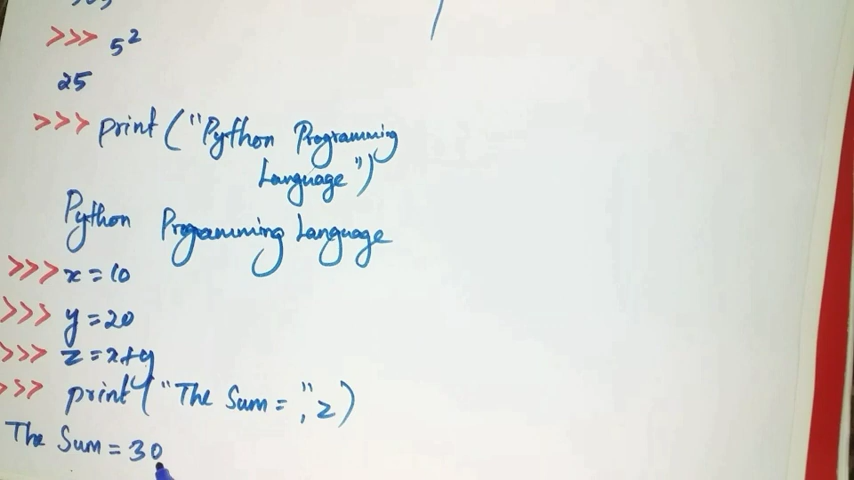 >>> 5²
25
>>> print ("Python Programming
Language")
Python Programming Language
>>> x = 10
>>> y = 20
>>> z = x+y
>>> print ("The Sum = ", z)
The Sum = 30